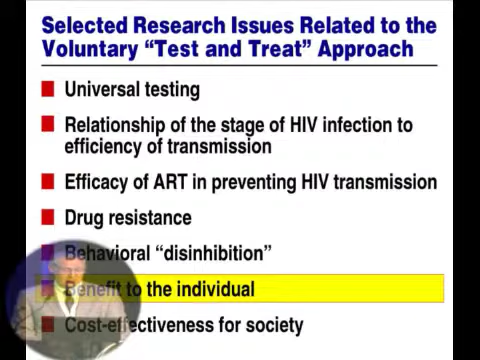 Selected Research Issues Related to the
Voluntary “Test and Treat” Approach
Universal testing
Relationship of the stage of HIV infection to
efficiency of transmission
Efficacy of ART in preventing HIV transmission
Drug resistance
Behavioral “disinhibition”
Benefit to the individual
Cost-effectiveness for society